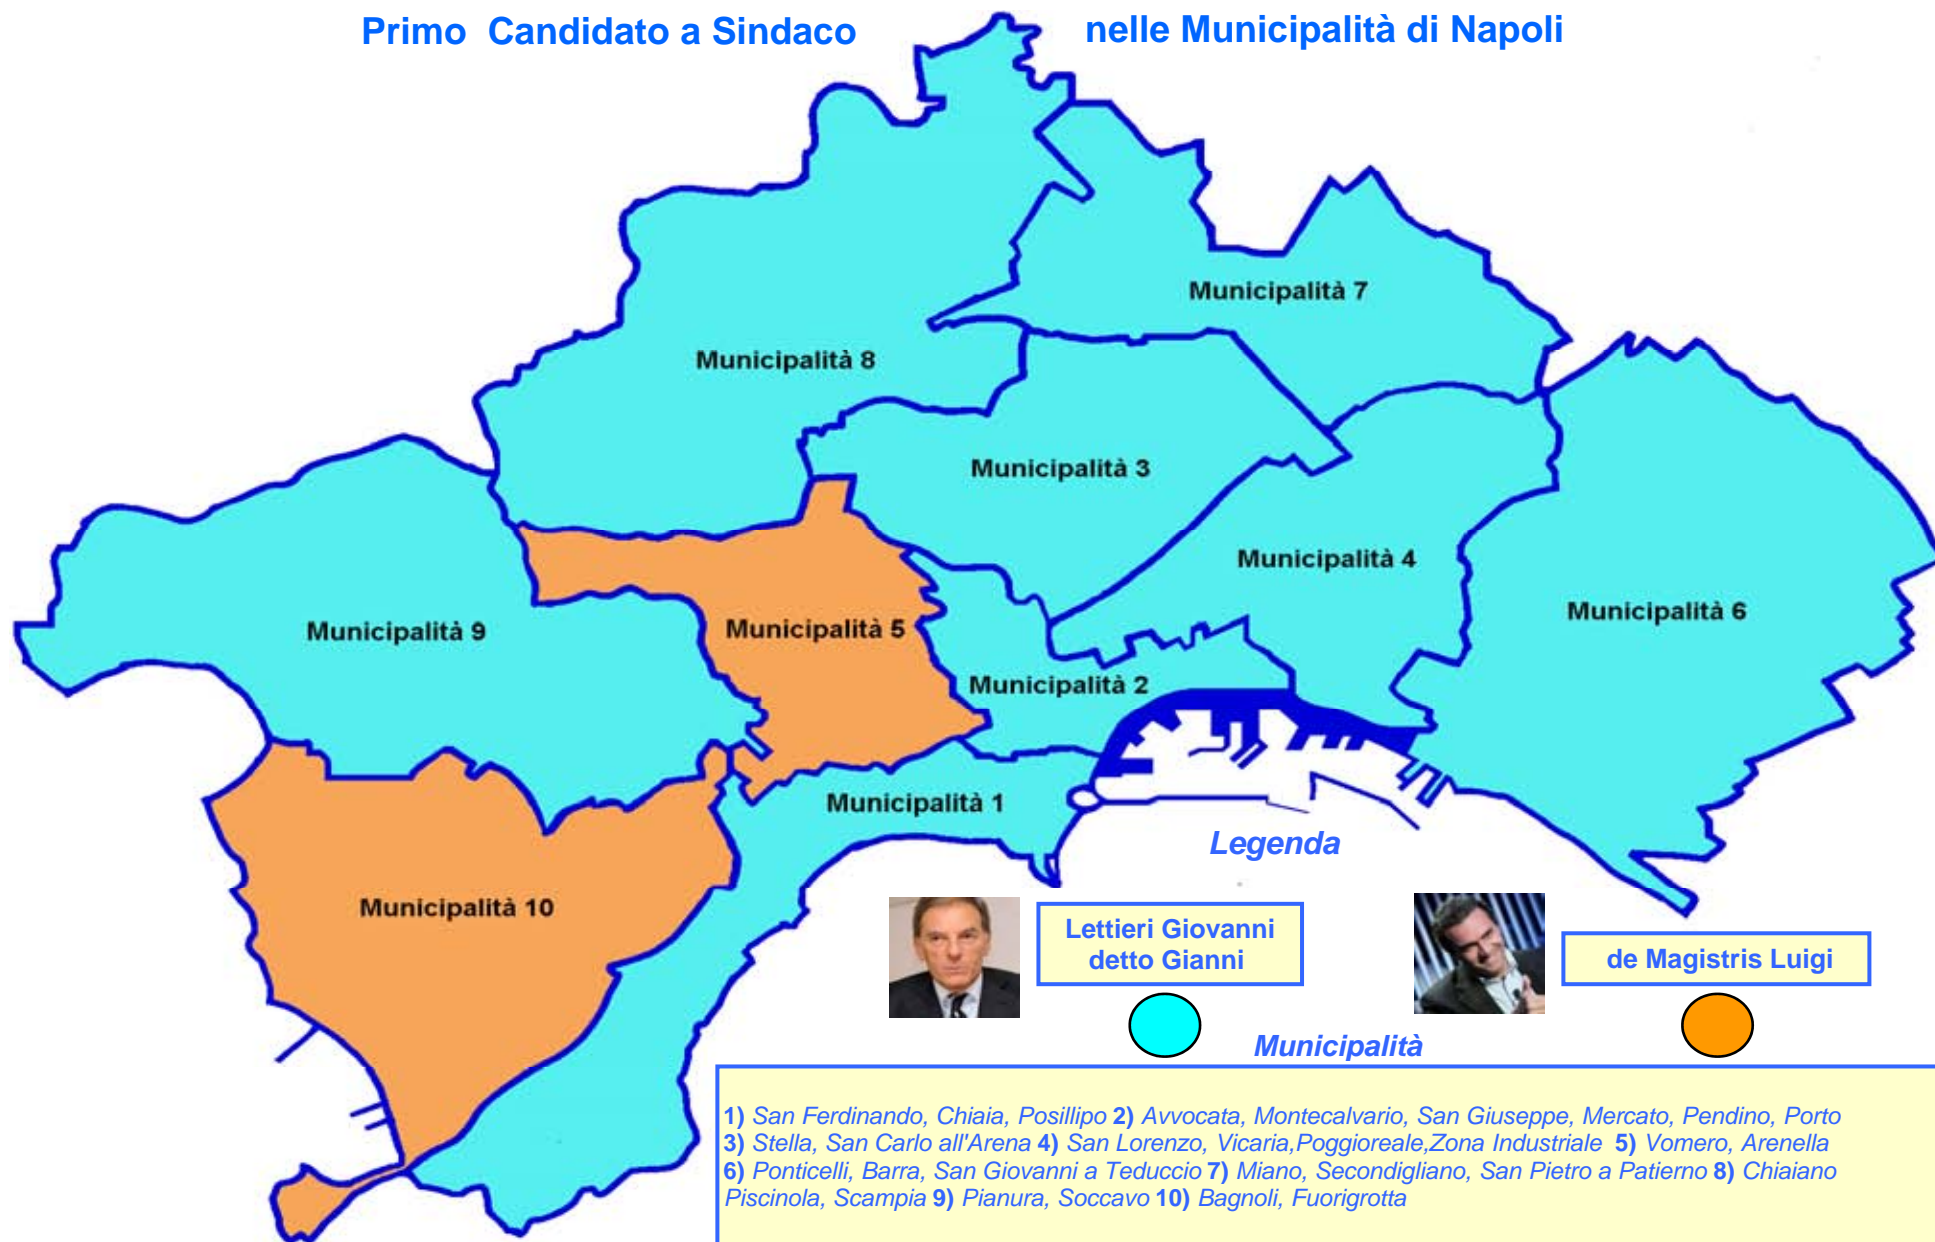 Primo Candidato a Sindaco nelle Municipalità di Napoli
Municipalità 7
Municipalità 8
Municipalità 3
Municipalità 4
Municipalità 6
Municipalità 9
Municipalità 5
Municipalità 2
Municipalità 1
Municipalità 10
Legenda
Lettieri Giovanni
detto Gianni
de Magistris Luigi
Municipalità
1) San Ferdinando, Chiaia, Posillipo 2) Avvocata, Montecalvario, San Giuseppe, Mercato, Pendino, Porto
3) Stella, San Carlo all'Arena 4) San Lorenzo, Vicaria,Poggioreale,Zona Industriale 5) Vomero, Arenella
6) Ponticelli, Barra, San Giovanni a Teduccio 7) Miano, Secondigliano, San Pietro a Patierno 8) Chiaiano
Piscinola, Scampia 9) Pianura, Soccavo 10) Bagnoli, Fuorigrotta